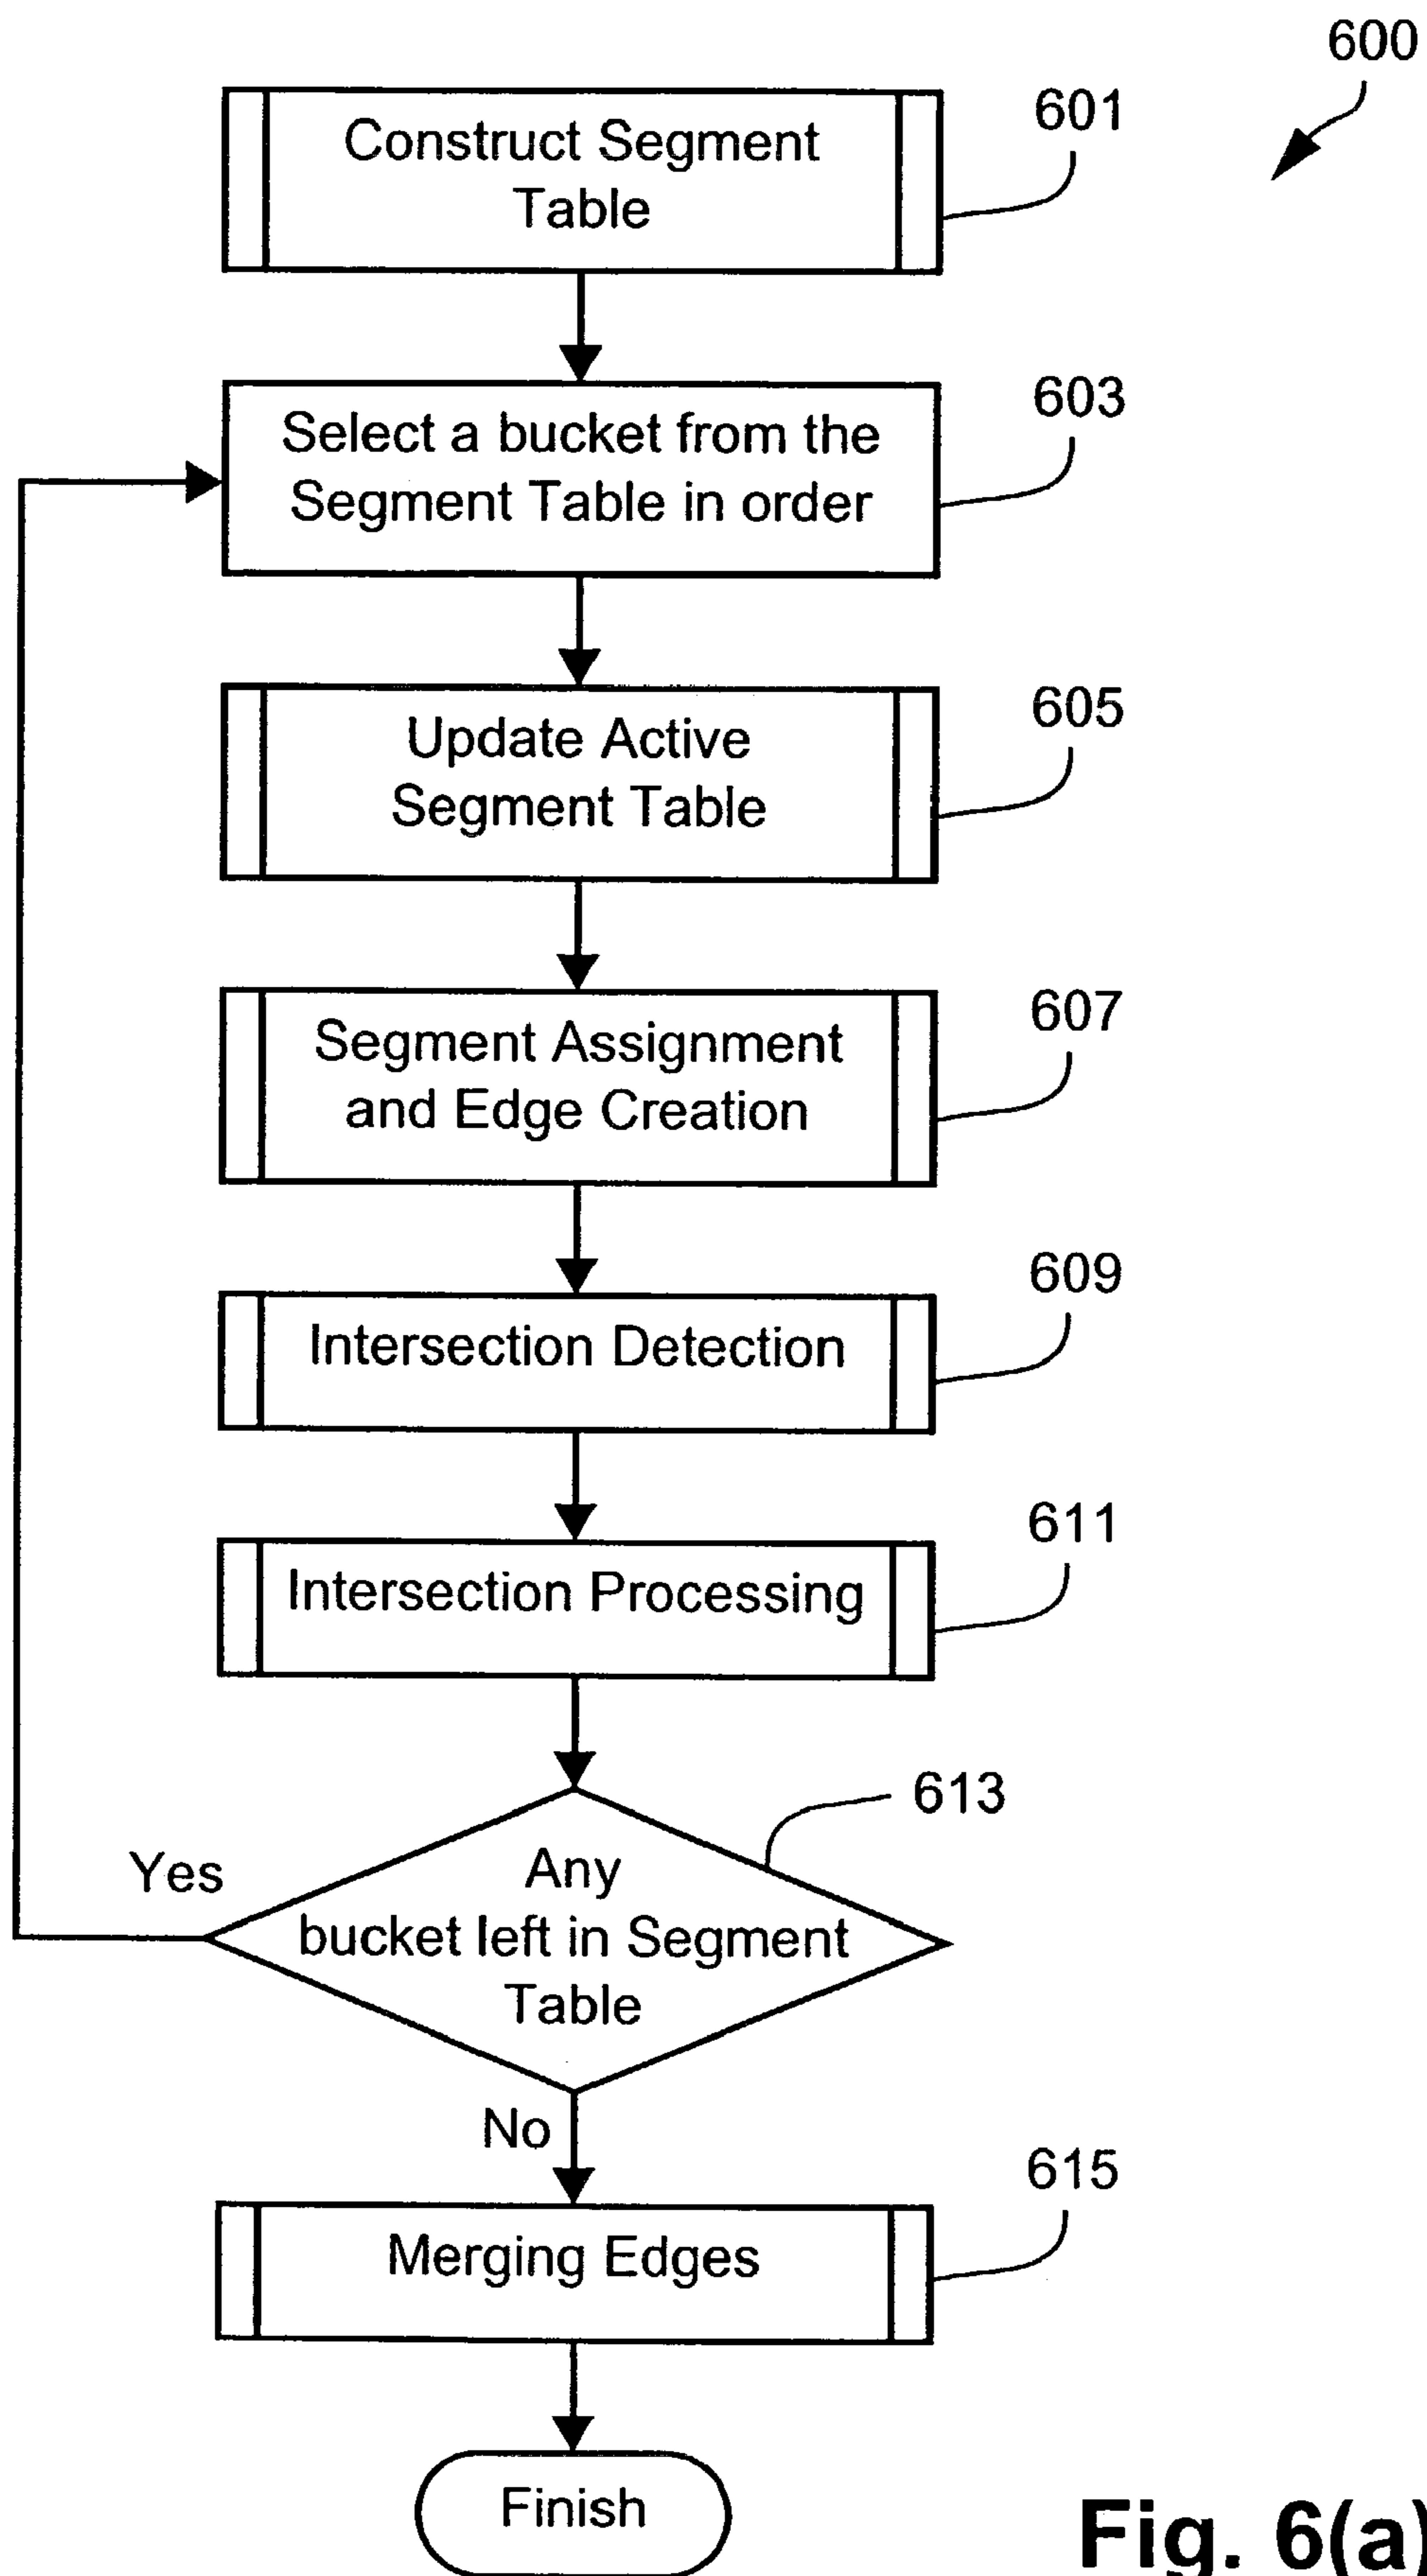 600
601
Construct Segment
Table
603
Select a bucket from the
Segment Table in order
605
Update Active
Segment Table
607
Segment Assignment
and Edge Creation
609
Intersection Detection
611
Intersection Processing
613
Yes
Any
bucket left in Segment
Table
No
615
Merging Edges
Finish
Fig. 6(a)